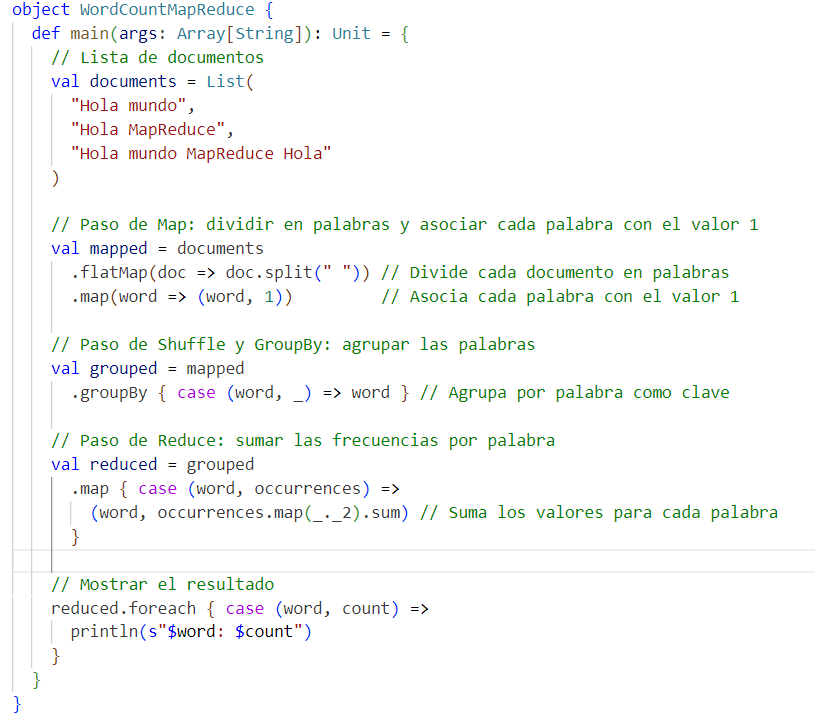 object WordCountMapReduce {
  def main(args: Array[String]): Unit = {
    // Lista de documentos
    val documents = List(
      "Hola mundo",
      "Hola MapReduce",
      "Hola mundo MapReduce Hola"
    )

    // Paso de Map: dividir en palabras y asociar cada palabra con el valor 1
    val mapped = documents
      .flatMap(doc => doc.split(" ")) // Divide cada documento en palabras
      .map(word => (word, 1))         // Asocia cada palabra con el valor 1

    // Paso de Shuffle y GroupBy: agrupar las palabras
    val grouped = mapped
      .groupBy { case (word, _) => word } // Agrupa por palabra como clave

    // Paso de Reduce: sumar las frecuencias por palabra
    val reduced = grouped
      .map { case (word, occurrences) =>
        (word, occurrences.map(_._2).sum) // Suma los valores para cada palabra
      }

    // Mostrar el resultado
    reduced.foreach { case (word, count) =>
      println(s"$word: $count")
    }
  }
}